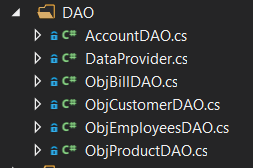 DAO
C# AccountDAO.cs
C# DataProvider.cs
C# ObjBillDAO.cs
C# ObjCustomerDAO.cs
C# ObjEmployeesDAO.cs
C# ObjProductDAO.cs